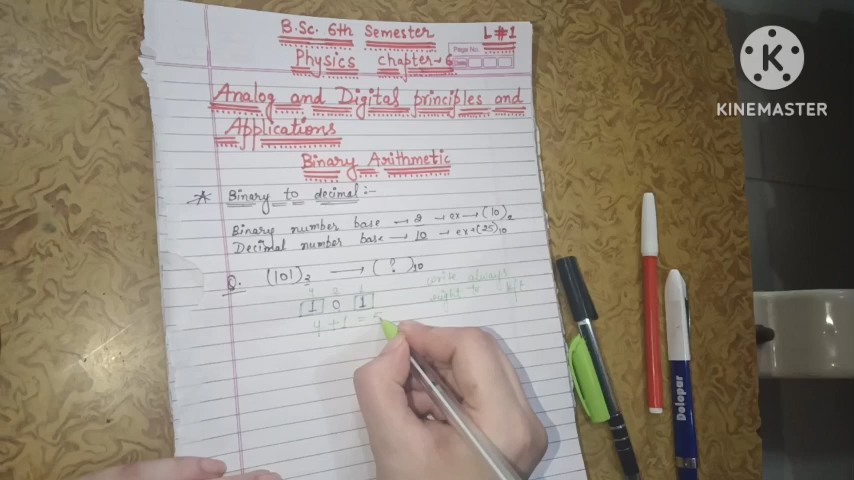 B.Sc. 6th Semester
L #1
Physics chapter-6
Page No.
Date
Analog and Digital principles and
Applications
Binary Arithmetic
* Binary to decimal:-
Binary number base → 2 → ex → (10)2
Decimal number base → 10 → ex → (25)10
Q. (101)2 → ( ? )10
4 2 1
1 0 1
write always
right to left
4 + 1 = 5
Dolopar
K
KINEMASTER